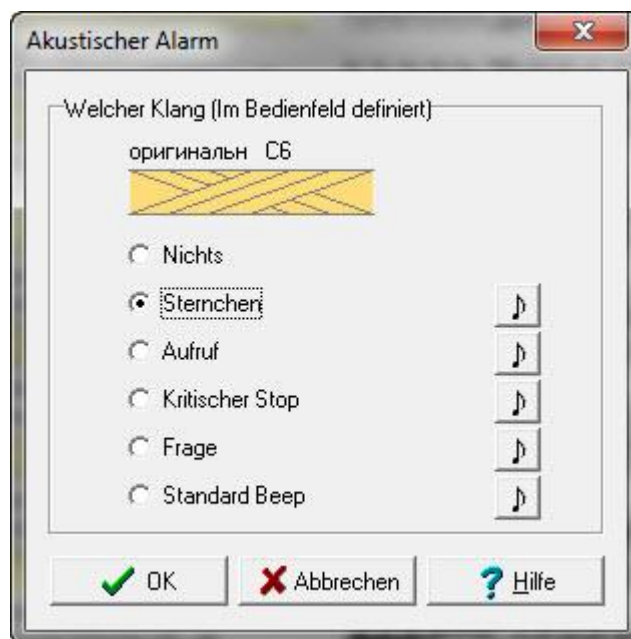 Akustischer Alarm
Welcher Klang (Im Bedienfeld definiert)
оригинальн C6
Nichts
Sternchen
Aufruf
Kritischer Stop
Frage
Standard Beep
OK
Abbrechen
Hilfe